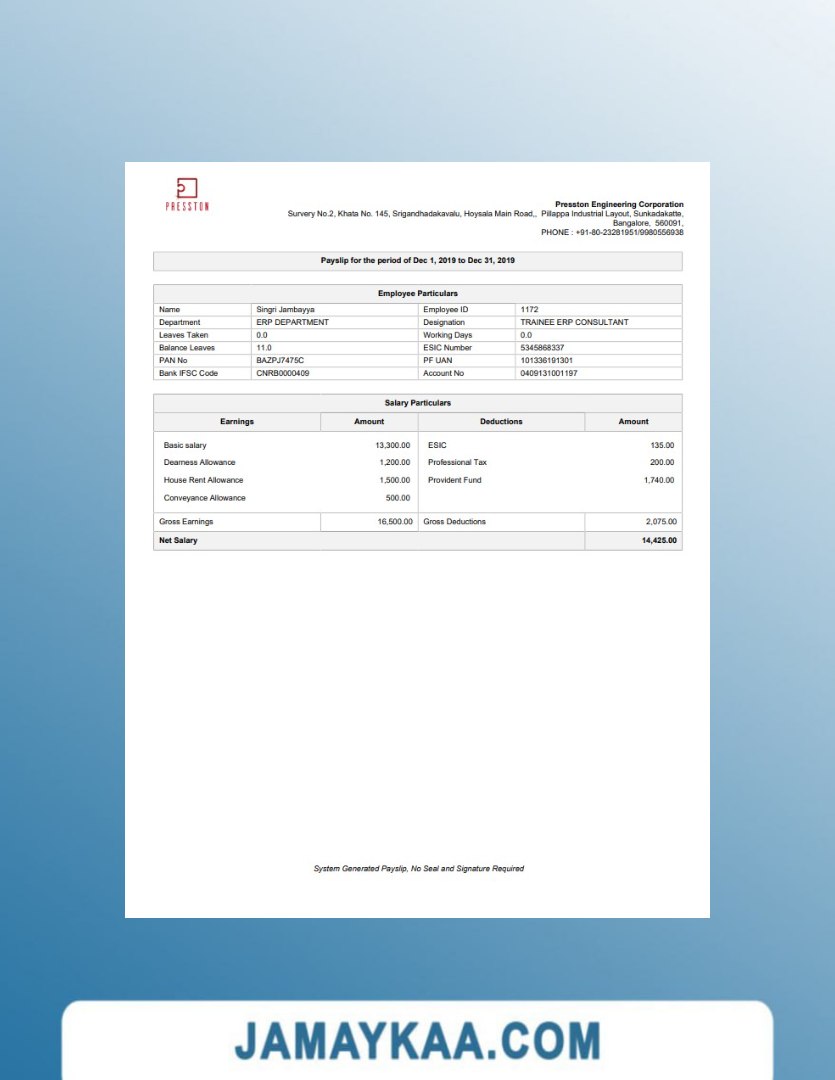 PRESSTON
Presston Engineering Corporation
Survery No.2, Khata No. 145, Srigandhadakavalu, Hoysala Main Road,, Pillappa Industrial Layout, Sunkadakatte,
Bangalore, 560091,
PHONE : +91-80-23281951/9980556938
Payslip for the period of Dec 1, 2019 to Dec 31, 2019
Employee Particulars
Name Singri Jambayya Employee ID 1172
Department ERP DEPARTMENT Designation TRAINEE ERP CONSULTANT
Leaves Taken 0.0 Working Days 0.0
Balance Leaves 11.0 ESIC Number 5345868337
PAN No BAZPJ7475C PF UAN 101336191301
Bank IFSC Code CNRB0000409 Account No 0409131001197
Salary Particulars
Earnings Amount Deductions Amount
Basic salary 13,300.00 ESIC 135.00
Dearness Allowance 1,200.00 Professional Tax 200.00
House Rent Allowance 1,500.00 Provident Fund 1,740.00
Conveyance Allowance 500.00
Gross Earnings 16,500.00 Gross Deductions 2,075.00
Net Salary 14,425.00
System Generated Payslip, No Seal and Signature Required
JAMAYKAA.COM